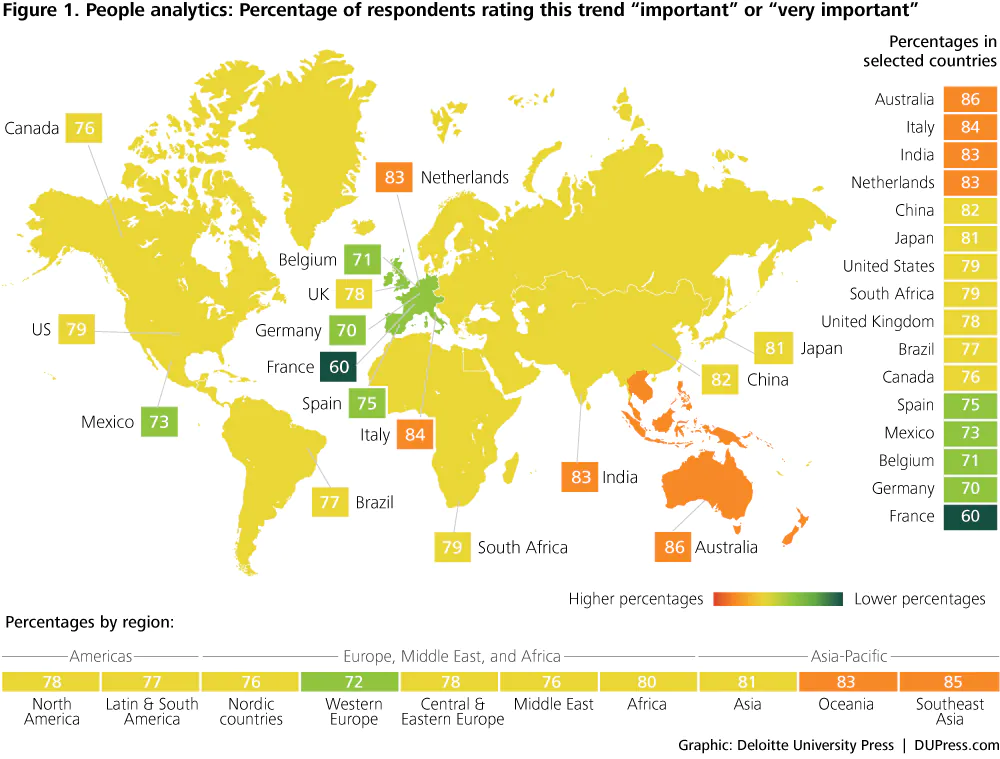 Figure 1. People analytics: Percentage of respondents rating this trend “important” or “very important”
Percentages in
selected countries
Australia 86
Italy 84
India 83
Netherlands 83
China 82
Japan 81
United States 79
South Africa 79
United Kingdom 78
Brazil 77
Canada 76
Spain 75
Mexico 73
Belgium 71
Germany 70
France 60
Canada 76
83 Netherlands
Belgium 71
UK 78
US 79
Germany 70
81 Japan
France 60
82 China
Spain 75
Mexico 73
Italy 84
83 India
77 Brazil
79 South Africa
86 Australia
Higher percentages
Lower percentages
Percentages by region:
Americas
Europe, Middle East, and Africa
Asia-Pacific
78 77 76 72 78 76 80 81 83 85
North
America
Latin & South
America
Nordic
countries
Western
Europe
Central &
Eastern Europe
Middle East
Africa
Asia
Oceania
Southeast
Asia
Graphic: Deloitte University Press | DUPress.com